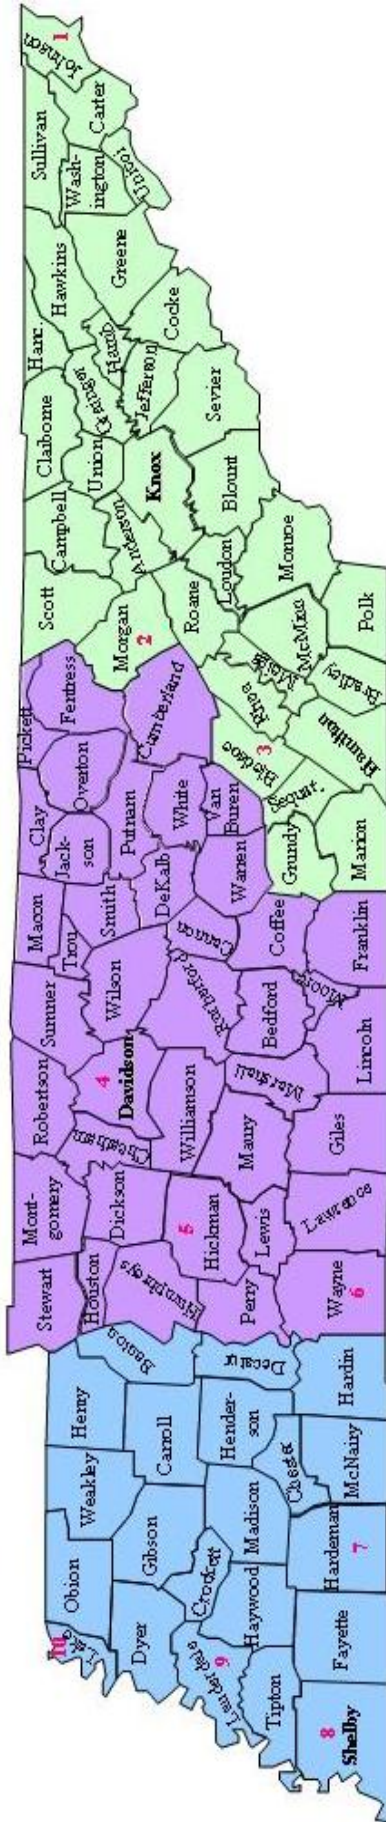 1
Johnson
Sullivan
Carter
Wash-
ington
Unicoi
Hawkins
Greene
Hanc.
Hamb
Cocke
Claiborne
Grainger
Jefferson
Union
Sevier
Knox
Campbell
Anderson
Blount
Scott
Morgan
2
Roane
Loudon
Monroe
McMinn
Meigs
Polk
Rhea
Bradley
3
Bledsoe
Hamilton
Sequat.
Grundy
Marion
Pickett
Fentress
Cumberland
Overton
Clay
Jack-
son
Putnam
White
Van
Buren
Warren
DeKalb
Smith
Macon
Trou
Cannon
Coffee
Franklin
Sumner
Wilson
Rutherford
Bedford
Moore
Lincoln
Robertson
4
Davidson
Cheatham
Williamson
Marshall
Maury
Giles
Mont-
gomery
Dickson
5
Hickman
Lewis
Lawrence
Stewart
Houston
Humphreys
Perry
Wayne
6
Benton
Decatur
Hardin
Henry
Carroll
Hender-
son
Chester
McNairy
Weakley
Gibson
Madison
Hardeman
7
Obion
Crockett
Haywood
Fayette
10
Lake
Dyer
Lauderdale
9
Tipton
8
Shelby